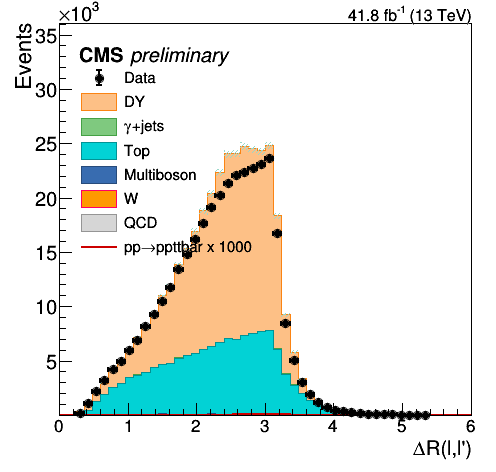 ×10³
41.8 fb⁻¹ (13 TeV)
Events
35
30
25
20
15
10
5
CMS preliminary
Data
DY
γ+jets
Top
Multiboson
W
QCD
pp→ppttbar x 1000
0 1 2 3 4 5 6
ΔR(l,l')